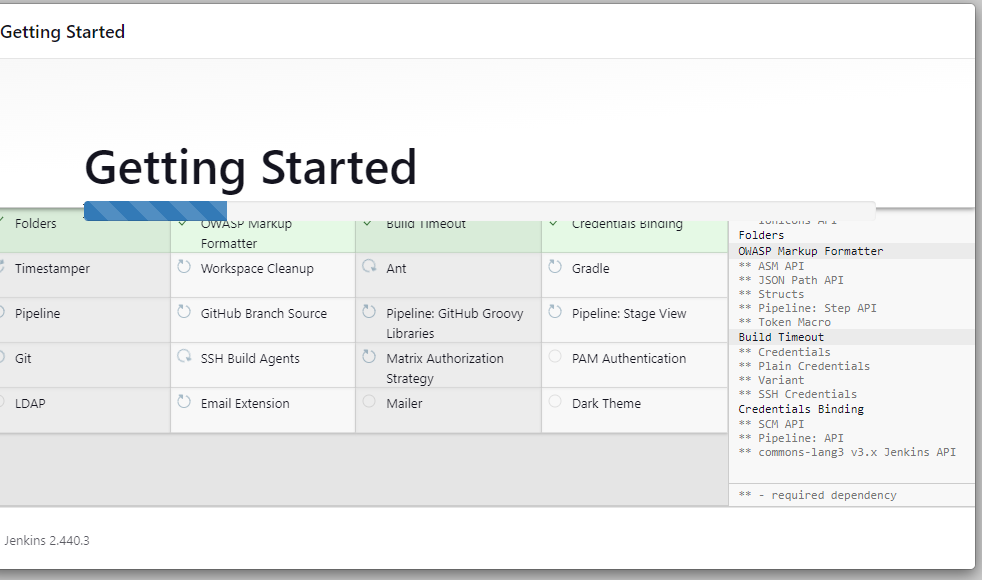 Getting Started
Getting Started
Folders
OWASP Markup
Formatter
Build Timeout
Credentials Binding
Timestamper
Workspace Cleanup
Ant
Gradle
Pipeline
GitHub Branch Source
Pipeline: GitHub Groovy
Libraries
Pipeline: Stage View
Git
SSH Build Agents
Matrix Authorization
Strategy
PAM Authentication
LDAP
Email Extension
Mailer
Dark Theme
** Ionicons API
Folders
OWASP Markup Formatter
** ASM API
** JSON Path API
** Structs
** Pipeline: Step API
** Token Macro
Build Timeout
** Credentials
** Plain Credentials
** Variant
** SSH Credentials
Credentials Binding
** SCM API
** Pipeline: API
** commons-lang3 v3.x Jenkins API
** - required dependency
Jenkins 2.440.3